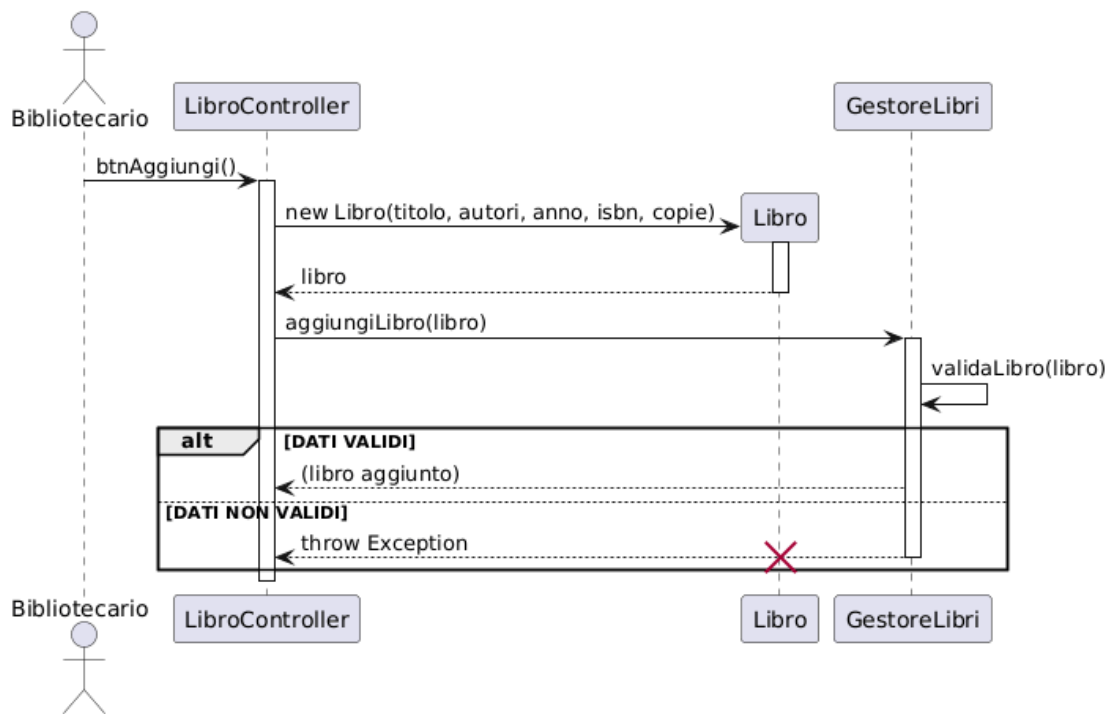 Bibliotecario
LibroController
GestoreLibri
btnAggiungi()
new Libro(titolo, autori, anno, isbn, copie)
Libro
libro
aggiungiLibro(libro)
validaLibro(libro)
alt [DATI VALIDI]
(libro aggiunto)
[DATI NON VALIDI]
throw Exception
Bibliotecario
LibroController
Libro
GestoreLibri